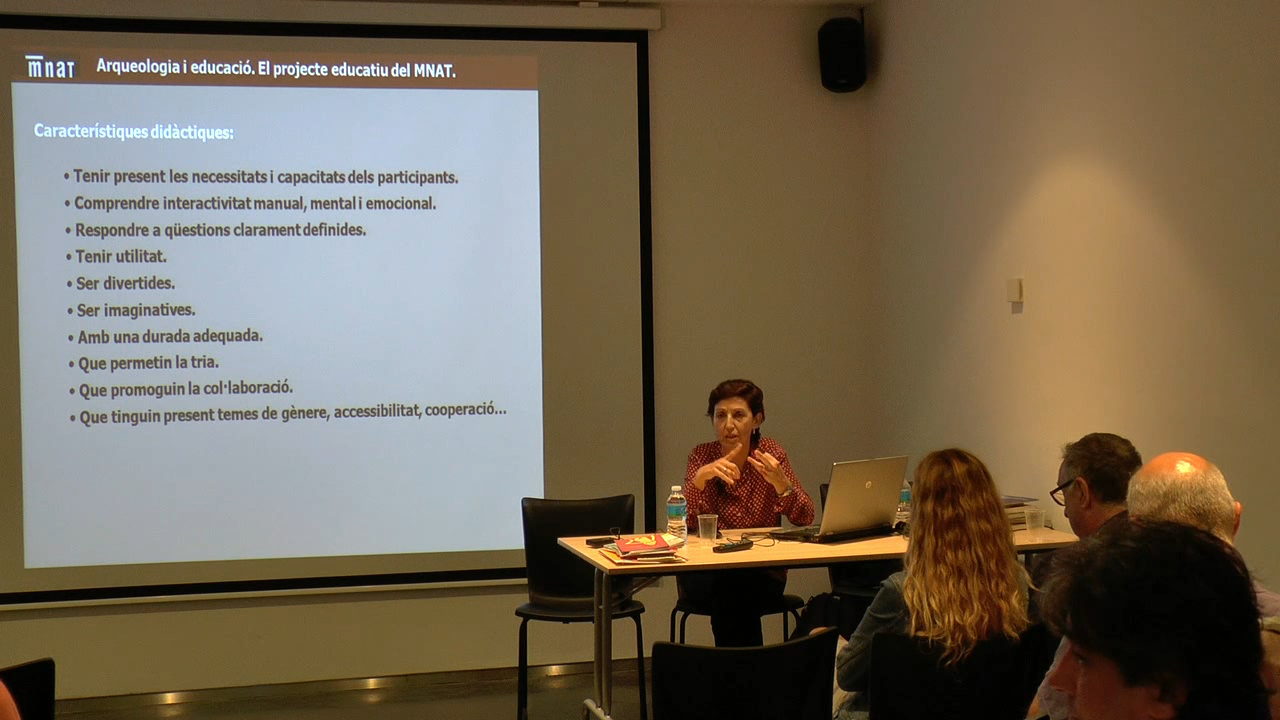 mnat
Arqueologia i educació. El projecte educatiu del MNAT.
Característiques didàctiques:
• Tenir present les necessitats i capacitats dels participants.
• Comprendre interactivitat manual, mental i emocional.
• Respondre a qüestions clarament definides.
• Tenir utilitat.
• Ser divertides.
• Ser imaginatives.
• Amb una durada adequada.
• Que permetin la tria.
• Que promoguin la col·laboració.
• Que tinguin present temes de gènere, accessibilitat, cooperació...